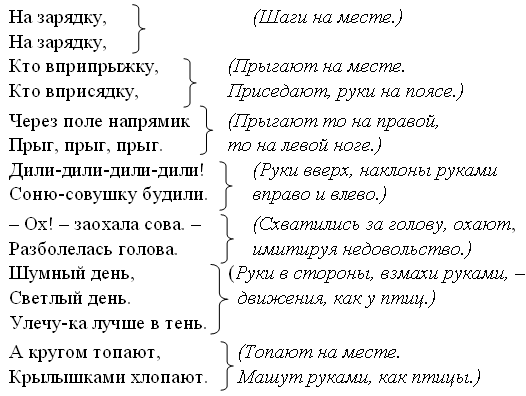 На зарядку, (Шаги на месте.)
На зарядку,
Кто вприпрыжку, (Прыгают на месте.
Кто вприсядку, Приседают, руки на поясе.)
Через поле напрямик (Прыгают то на правой,
Прыг, прыг, прыг. то на левой ноге.)
Дили-дили-дили-дили! (Руки вверх, наклоны руками
Соню-совушку будили. вправо и влево.)
– Ох! – заохала сова. – (Схватились за голову, охают,
Разболелась голова. имитируя недовольство.)
Шумный день, (Руки в стороны, взмахи руками, –
Светлый день. движения, как у птиц.)
Улечу-ка лучше в тень.
А кругом топают, (Топают на месте.
Крылышками хлопают. Машут руками, как птицы.)